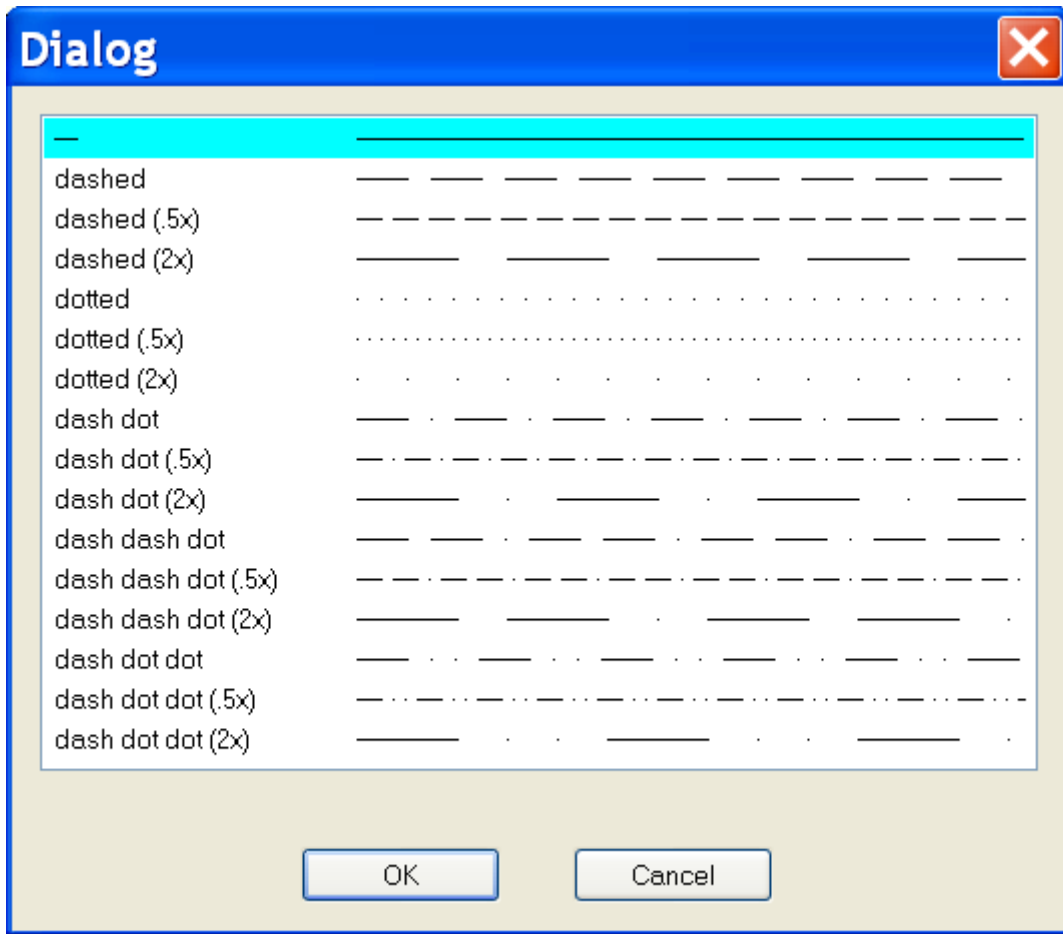 Dialog
—
dashed
dashed (.5x)
dashed (2x)
dotted
dotted (.5x)
dotted (2x)
dash dot
dash dot (.5x)
dash dot (2x)
dash dash dot
dash dash dot (.5x)
dash dash dot (2x)
dash dot dot
dash dot dot (.5x)
dash dot dot (2x)
OK Cancel